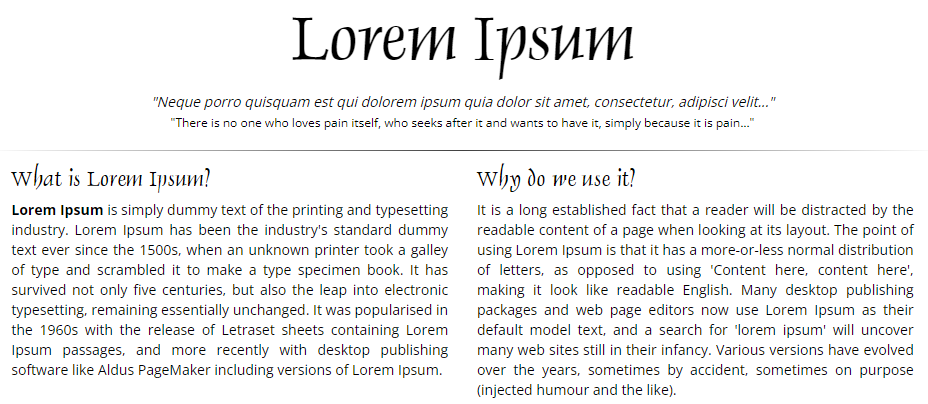 Lorem Ipsum
"Neque porro quisquam est qui dolorem ipsum quia dolor sit amet, consectetur, adipisci velit..."
"There is no one who loves pain itself, who seeks after it and wants to have it, simply because it is pain..."
What is Lorem Ipsum?
Lorem Ipsum is simply dummy text of the printing and typesetting
industry. Lorem Ipsum has been the industry's standard dummy
text ever since the 1500s, when an unknown printer took a galley
of type and scrambled it to make a type specimen book. It has
survived not only five centuries, but also the leap into electronic
typesetting, remaining essentially unchanged. It was popularised in
the 1960s with the release of Letraset sheets containing Lorem
Ipsum passages, and more recently with desktop publishing
software like Aldus PageMaker including versions of Lorem Ipsum.
Why do we use it?
It is a long established fact that a reader will be distracted by the
readable content of a page when looking at its layout. The point of
using Lorem Ipsum is that it has a more-or-less normal distribution
of letters, as opposed to using 'Content here, content here',
making it look like readable English. Many desktop publishing
packages and web page editors now use Lorem Ipsum as their
default model text, and a search for 'lorem ipsum' will uncover
many web sites still in their infancy. Various versions have evolved
over the years, sometimes by accident, sometimes on purpose
(injected humour and the like).